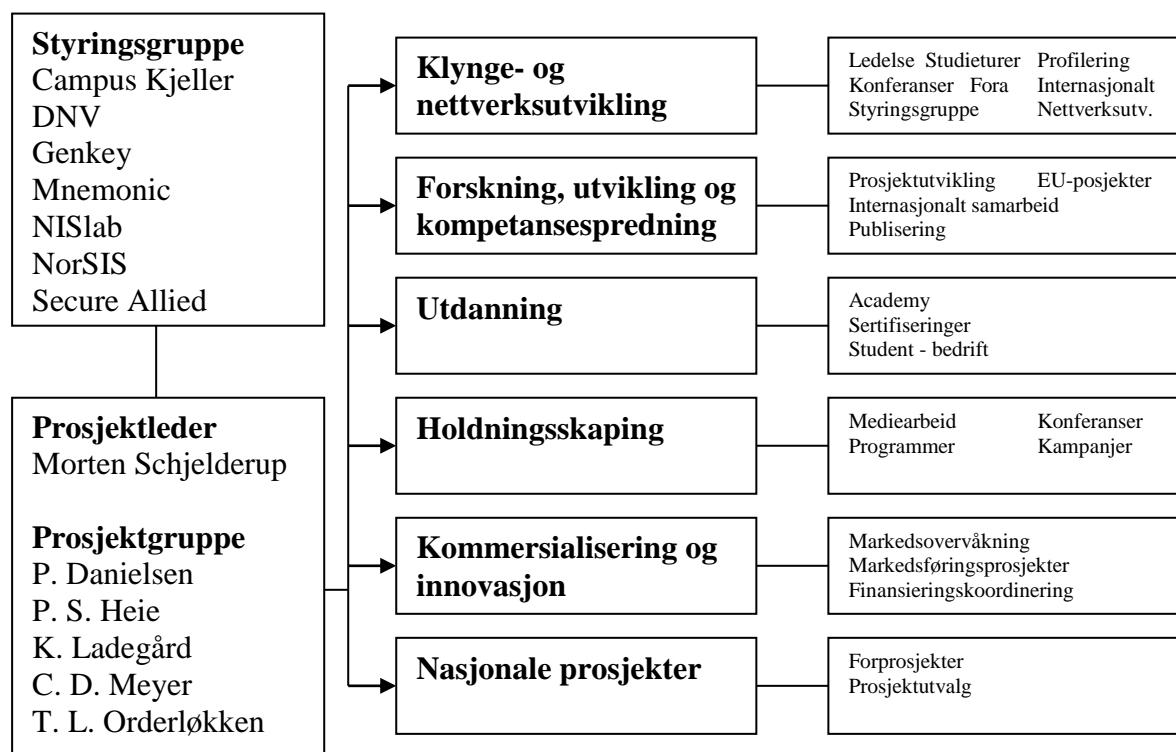 Styringsgruppe
Campus Kjeller
DNV
Genkey
Mnemonic
NISlab
NorSIS
Secure Allied
Prosjektleder
Morten Schjelderup
Prosjektgruppe
P. Danielsen
P. S. Heie
K. Ladegård
C. D. Meyer
T. L. Orderløkken
Klynge- og
nettverksutvikling
Ledelse Studieturer Profilering
Konferanser Fora Internasjonalt
Styringsgruppe Nettverksutv.
Forskning, utvikling og
kompetansespredning
Prosjektutvikling EU-posjekter
Internasjonalt samarbeid
Publisering
Utdanning
Academy
Sertifiseringer
Student - bedrift
Holdningsskaping
Mediearbeid Konferanser
Programmer Kampanjer
Kommersialisering og
innovasjon
Markedsovervåkning
Markedsføringsprosjekter
Finansieringskoordinering
Nasjonale prosjekter
Forprosjekter
Prosjektutvalg